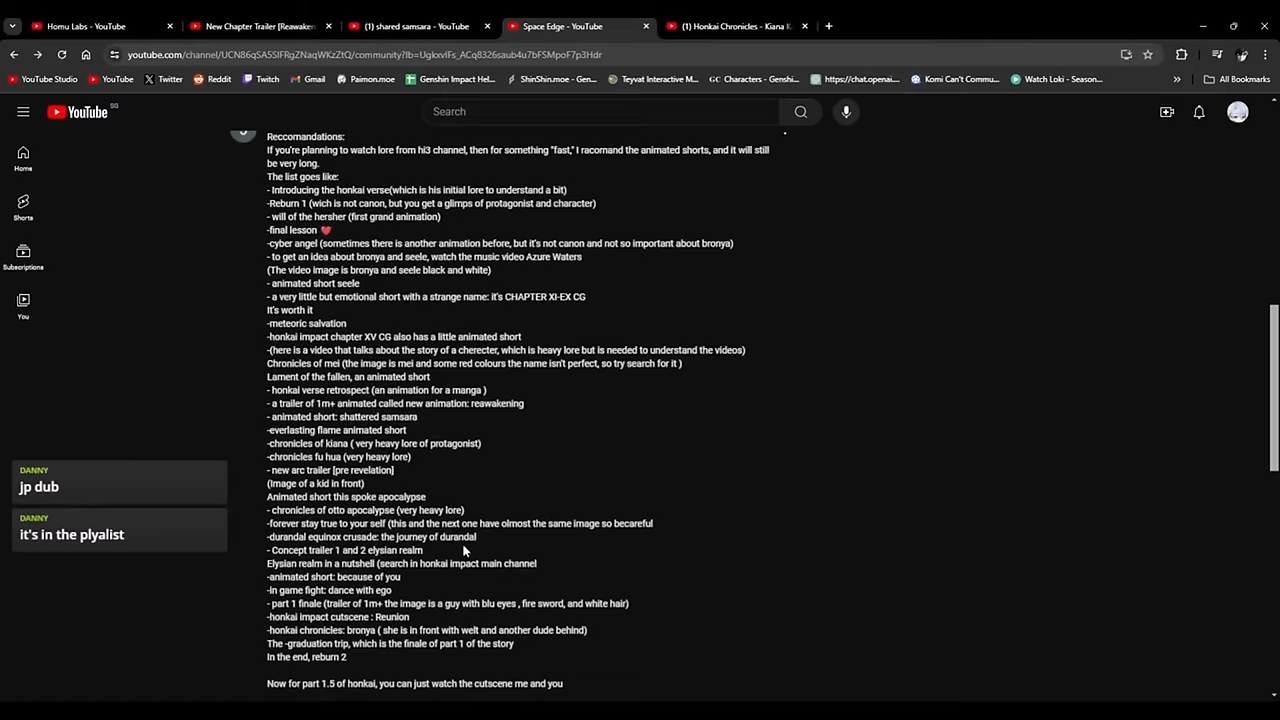 Homu Labs - YouTube
New Chapter Trailer [Reawaken
(1) shared samsara - YouTube
Space Edge - YouTube
(1) Honkai Chronicles - Kiana K
youtube.com/channel/
YouTube Studio
YouTube
Twitter
Reddit
Twitch
Gmail
Paimon.moe
Genshin Impact Hel...
ShinShin.moe - Gen...
Teyvat Interactive M...
GC Characters - Genshi...
https://chat.openai...
Komi Can't Commu...
Watch Loki - Season...
All Bookmarks
YouTube SG
Search
Home
Shorts
Subscriptions
You
Reccomandations:
If you're planning to watch lore from hi3 channel, then for something "fast," I racomand the animated shorts, and it will still
be very long.
The list goes like:
- Introducing the honkai verse(which is his initial lore to understand a bit)
-Reburn 1 (wich is not canon, but you get a glimps of protagonist and character)
- will of the hersher (first grand animation)
-final lesson ❤️
-cyber angel (sometimes there is another animation before, but it's not canon and not so important about bronya)
- to get an idea about bronya and seele, watch the music video Azure Waters
(The video image is bronya and seele black and white)
- animated short seele
- a very little but emotional short with a strange name: it's CHAPTER XI-EX CG
It's worth it
-meteoric salvation
-honkai impact chapter XV CG also has a little animated short
-(here is a video that talks about the story of a cherecter, which is heavy lore but is needed to understand the videos)
Chronicles of mei (the image is mei and some red colours the name isn't perfect, so try search for it )
Lament of the fallen, an animated short
- honkai verse retrospect (an animation for a manga )
- a trailer of 1m+ animated called new animation: reawakening
- animated short: shattered samsara
-everlasting flame animated short
-chronicles of kiana ( very heavy lore of protagonist)
-chronicles fu hua (very heavy lore)
- new arc trailer [pre revelation]
(Image of a kid in front)
Animated short this spoke apocalypse
- chronicles of otto apocalypse (very heavy lore)
-forever stay true to your self (this and the next one have olmost the same image so becareful
-durandal equinox crusade: the journey of durandal
- Concept trailer 1 and 2 elysian realm
Elysian realm in a nutshell (search in honkai impact main channel
-animated short: because of you
-in game fight: dance with ego
- part 1 finale (trailer of 1m+ the image is a guy with blu eyes , fire sword, and white hair)
-honkai impact cutscene : Reunion
-honkai chronicles: bronya ( she is in front with welt and another dude behind)
The -graduation trip, which is the finale of part 1 of the story
In the end, reburn 2
Now for part 1.5 of honkai, you can just watch the cutscene me and you
DANNY
jp dub
DANNY
it's in the plyalist